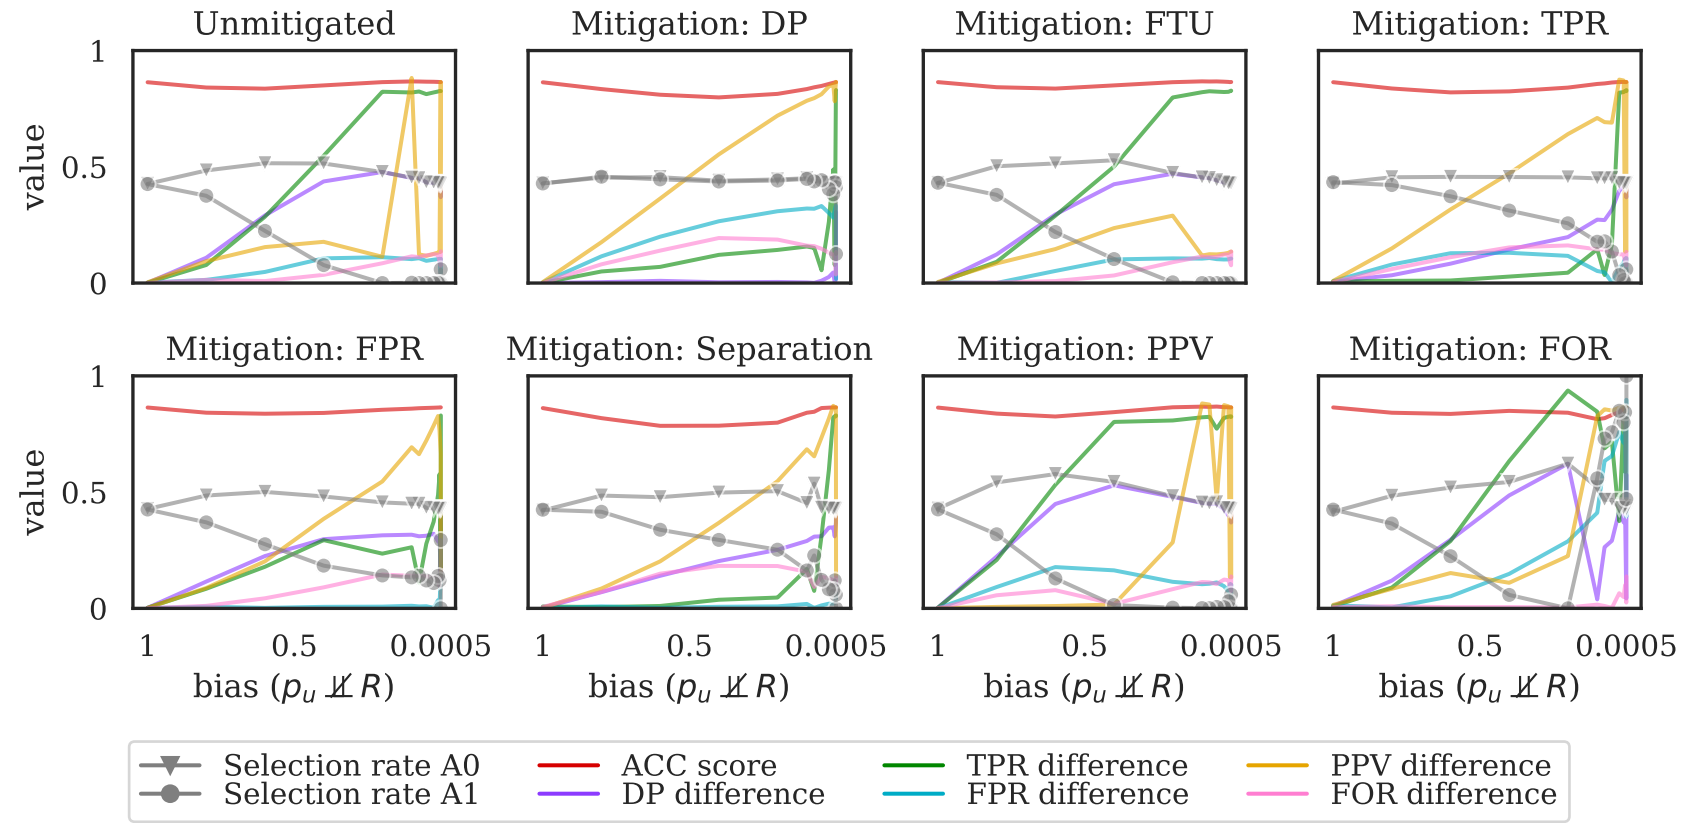 Unmitigated Mitigation: DP Mitigation: FTU Mitigation: TPR
1
value
0.5
0
Mitigation: FPR Mitigation: Separation Mitigation: PPV Mitigation: FOR
1
value
0.5
0
1 0.5 0.0005 1 0.5 0.0005 1 0.5 0.0005 1 0.5 0.0005
bias (p_u ⊥̸⊥ R) bias (p_u ⊥̸⊥ R) bias (p_u ⊥̸⊥ R) bias (p_u ⊥̸⊥ R)
Selection rate A0 ACC score TPR difference PPV difference
Selection rate A1 DP difference FPR difference FOR difference